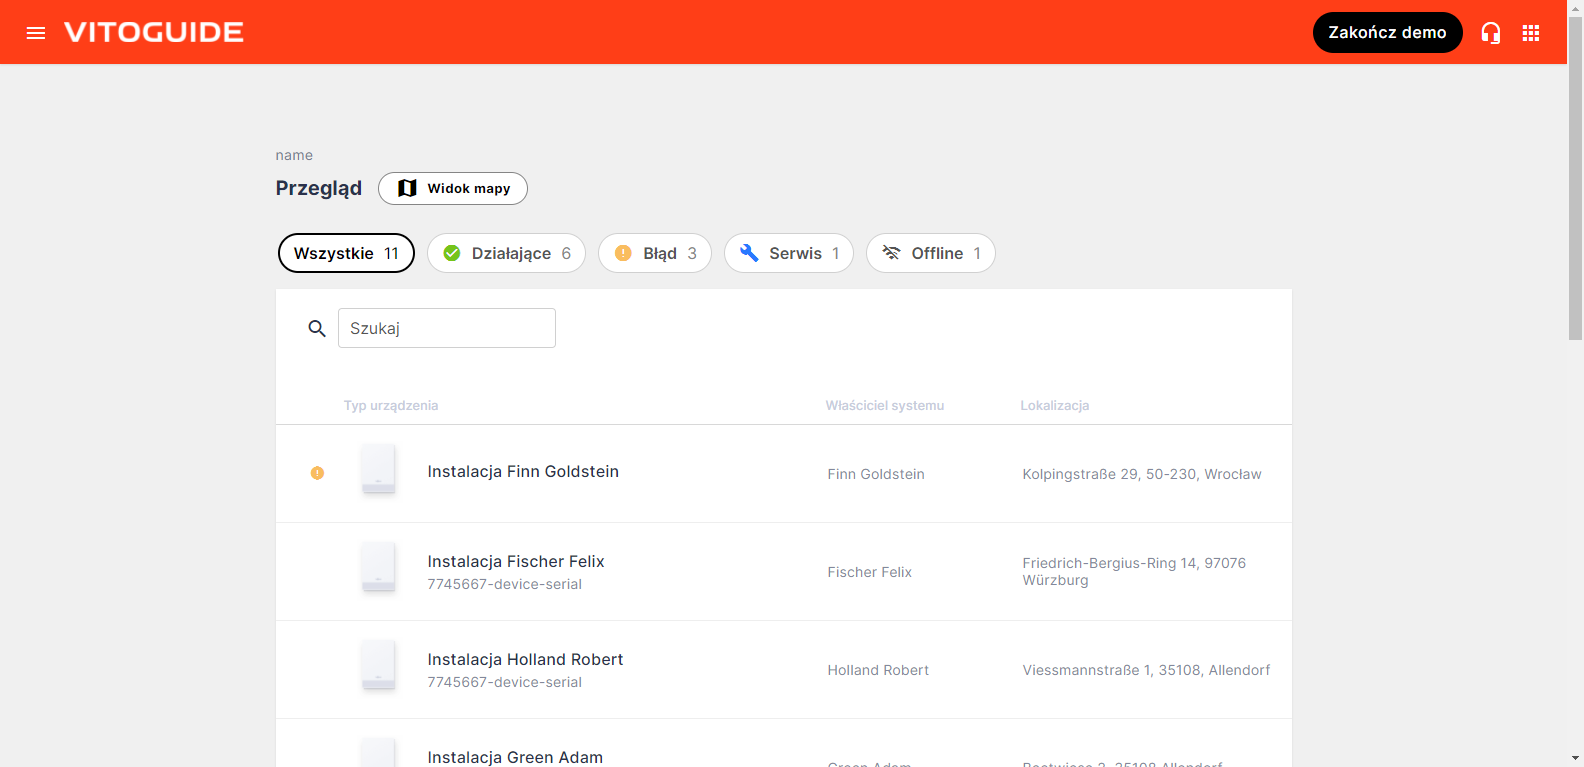 VITOGUIDE
Zakończ demo
name
Przegląd
Widok mapy
Wszystkie 11
Działające 6
Błąd 3
Serwis 1
Offline 1
Szukaj
Typ urządzenia
Właściciel systemu
Lokalizacja
Instalacja Finn Goldstein
Finn Goldstein
Kolpingstraße 29, 50-230, Wrocław
Instalacja Fischer Felix
7745667-device-serial
Fischer Felix
Friedrich-Bergius-Ring 14, 97076
Würzburg
Instalacja Holland Robert
7745667-device-serial
Holland Robert
Viessmannstraße 1, 35108, Allendorf
Instalacja Green Adam
Green Adam